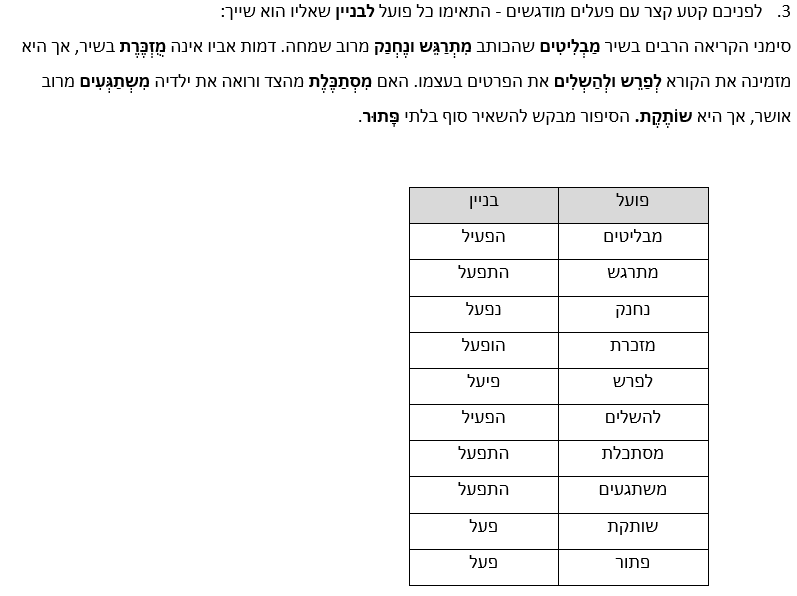 3. לפניכם קטע קצר עם פעלים מודגשים - התאימו כל פועל לבניין שאליו הוא שייך:
סימני הקריאה הרבים בשיר מַבְלִיטִים שהכותב מִתְרַגֵּשׁ ונֶחְנַק מרוב שמחה. דמות אביו אינה מֻזְכֶּרֶת בשיר, אך היא
מזמינה את הקורא לְפָרֵשׁ ולְהַשְׁלִים את הפרטים בעצמו. האם מִסְתַּכֶּלֶת מהצד ורואה את ילדיה מִשְׁתַּגְּעִים מרוב
אושר, אך היא שׁוֹתֶקֶת. הסיפור מבקש להשאיר סוף בלתי פָּתוּר.
פועל בניין
מבליטים הפעיל
מתרגש התפעל
נחנק נפעל
מזכרת הופעל
לפרש פיעל
להשלים הפעיל
מסתכלת התפעל
משתגעים התפעל
שותקת פעל
פתור פעל